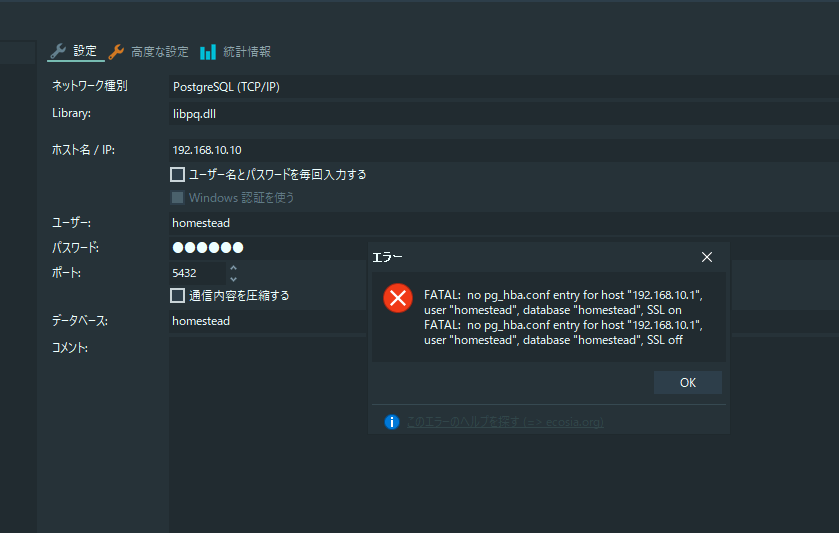 設定 高度な設定 統計情報
ネットワーク種別 PostgreSQL (TCP/IP)
Library: libpq.dll
ホスト名 / IP: 192.168.10.10
ユーザー名とパスワードを毎回入力する
Windows 認証を使う
ユーザー: homestead
パスワード: ●●●●●●
ポート: 5432
通信内容を圧縮する
データベース: homestead
コメント:
エラー
FATAL: no pg_hba.conf entry for host "192.168.10.1",
user "homestead", database "homestead", SSL on
FATAL: no pg_hba.conf entry for host "192.168.10.1",
user "homestead", database "homestead", SSL off
OK
このエラーのヘルプを探す (=> ecosia.org)